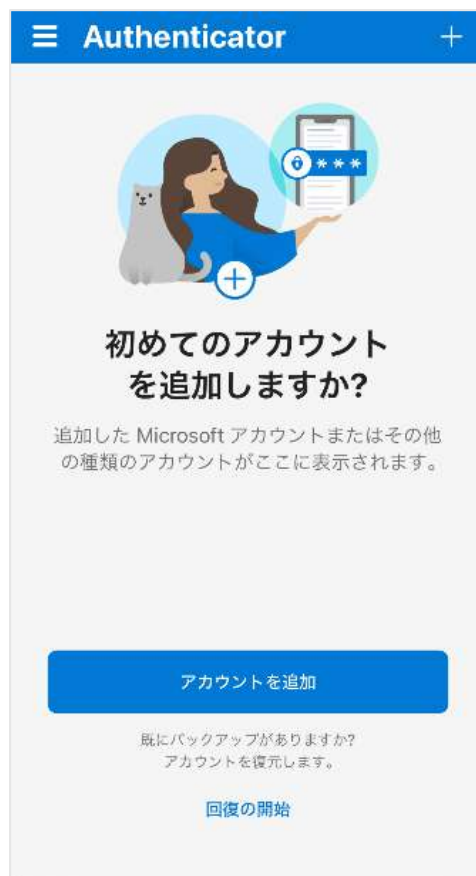 Authenticator
***
初めてのアカウント
を追加しますか?
追加した Microsoft アカウントまたはその他
の種類のアカウントがここに表示されます。
アカウントを追加
既にバックアップがありますか?
アカウントを復元します。
回復の開始